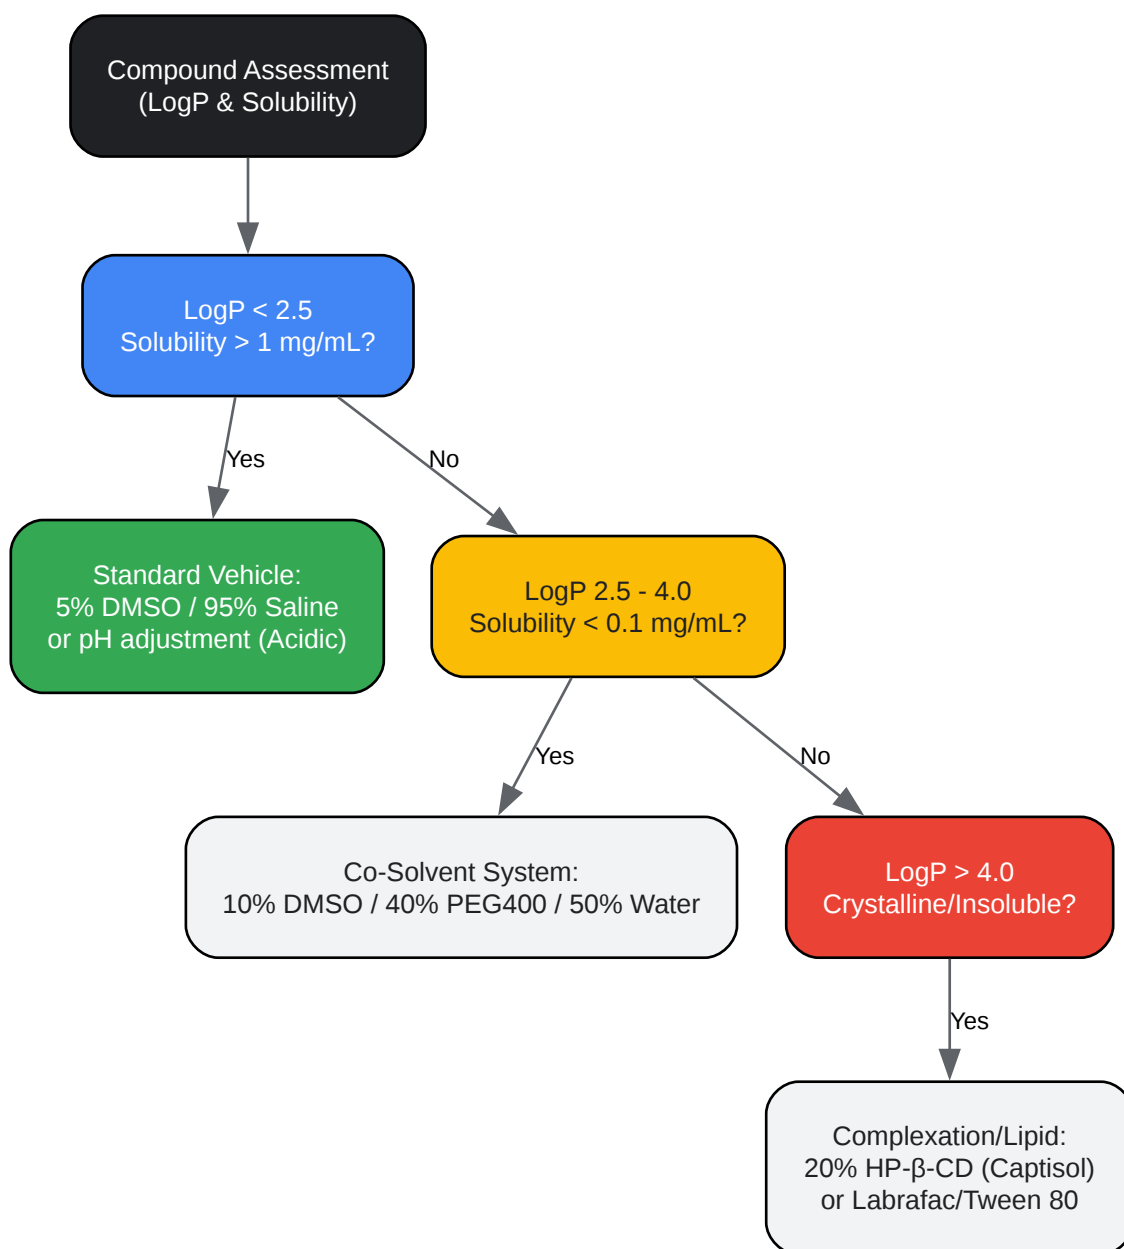 Compound Assessment
(LogP & Solubility)
LogP < 2.5
Solubility > 1 mg/mL?
Yes
No
Standard Vehicle:
5% DMSO / 95% Saline
or pH adjustment (Acidic)
LogP 2.5 - 4.0
Solubility < 0.1 mg/mL?
Yes
No
Co-Solvent System:
10% DMSO / 40% PEG400 / 50% Water
LogP > 4.0
Crystalline/Insoluble?
Yes
Complexation/Lipid:
20% HP-β-CD (Captisol)
or Labrafac/Tween 80